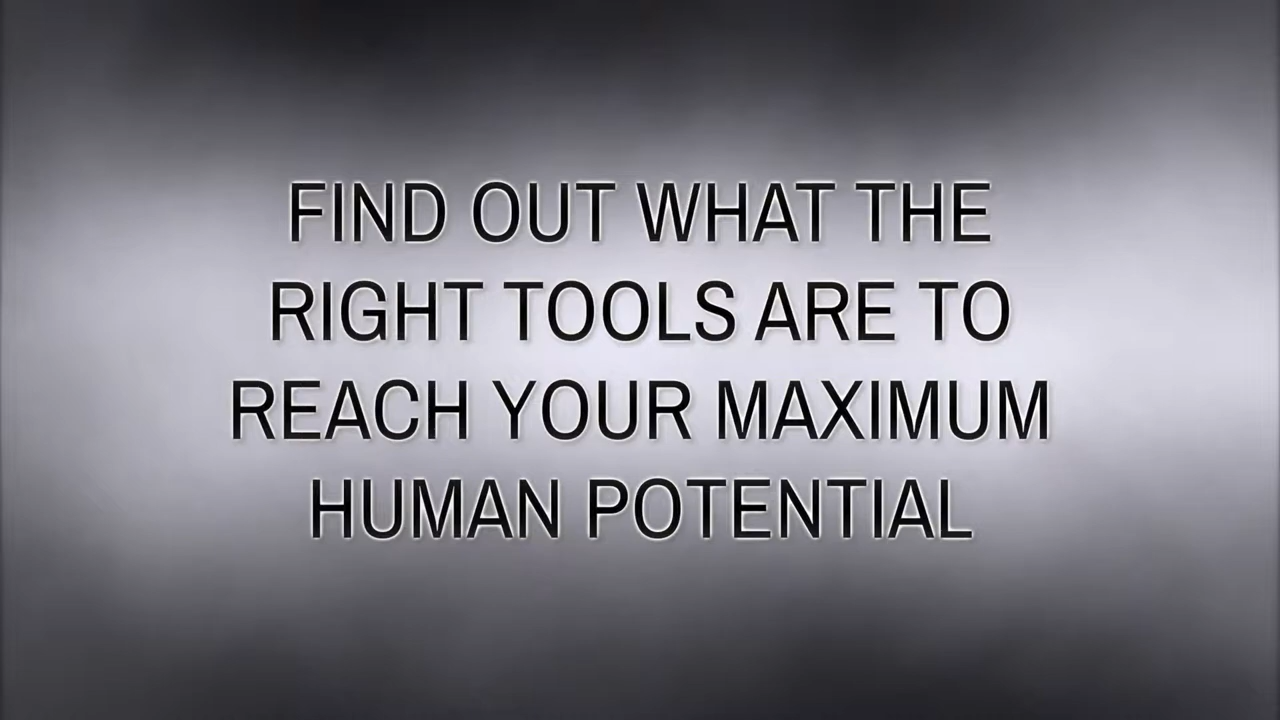 FIND OUT WHAT THE
RIGHT TOOLS ARE TO
REACH YOUR MAXIMUM
HUMAN POTENTIAL